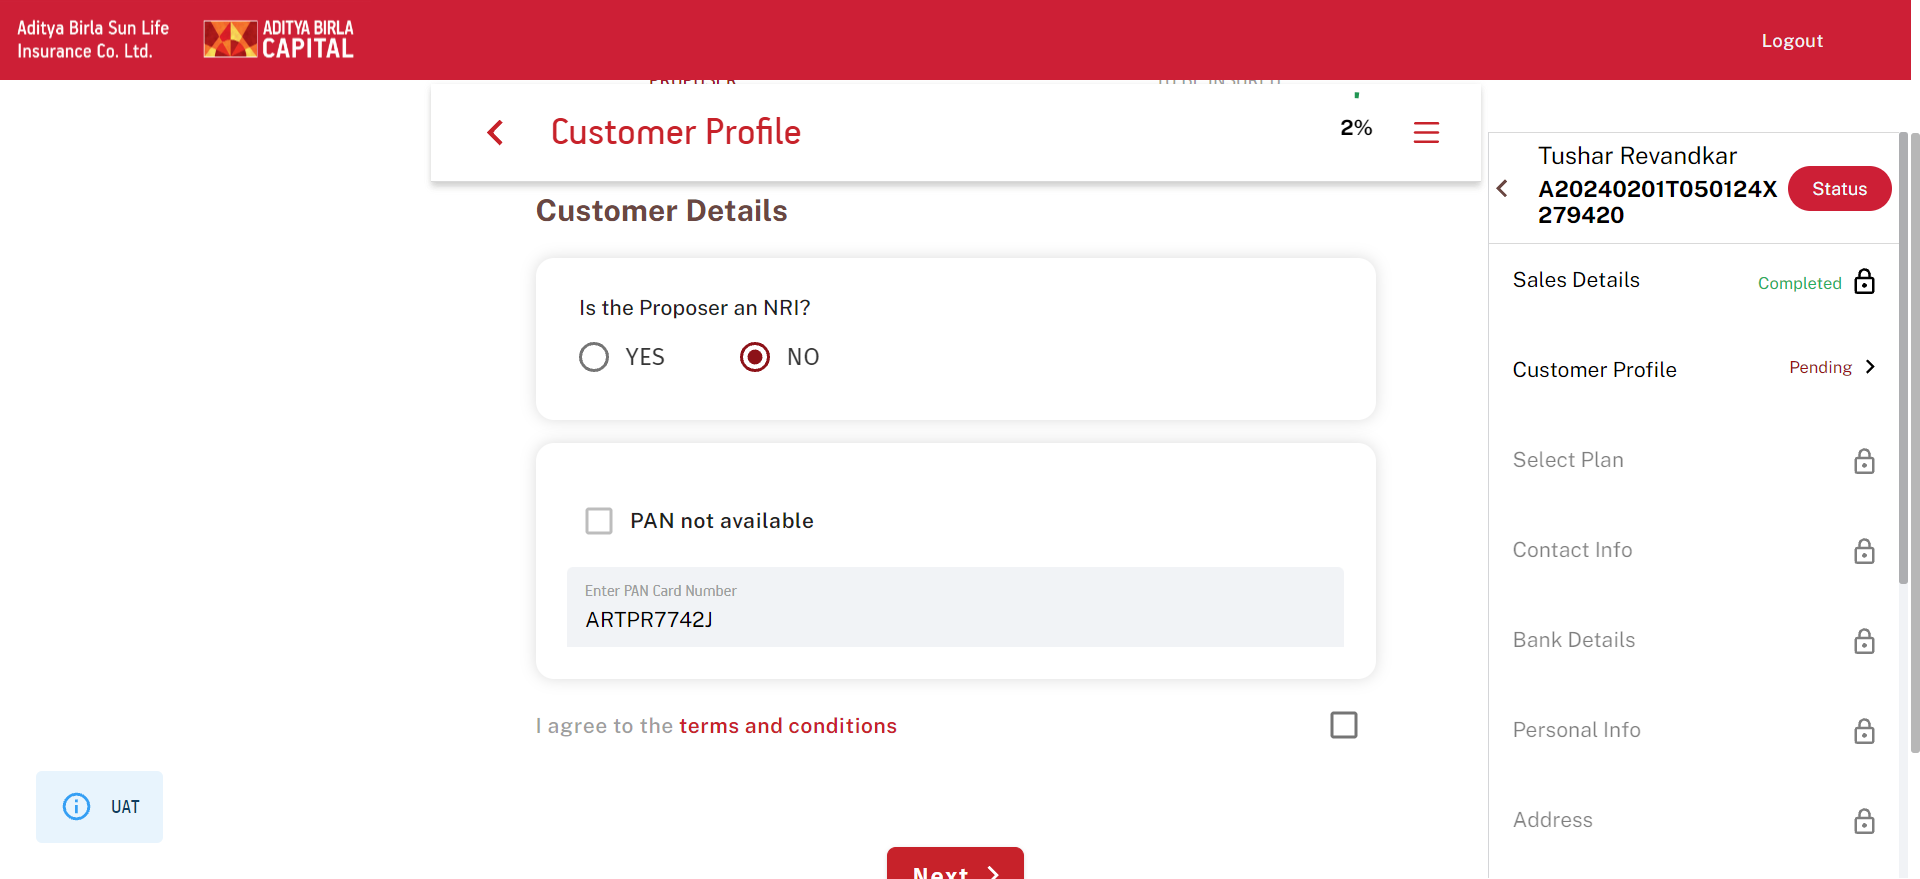 Aditya Birla Sun Life
Insurance Co. Ltd.
ADITYA BIRLA
CAPITAL
Logout
PROPOSER
Customer Profile
2%
Customer Details
Is the Proposer an NRI?
YES
NO
PAN not available
Enter PAN Card Number
ARTPR7742J
I agree to the terms and conditions
Next
UAT
Tushar Revandkar
A20240201T050124X
279420
Status
Sales Details
Completed
Customer Profile
Pending
Select Plan
Contact Info
Bank Details
Personal Info
Address